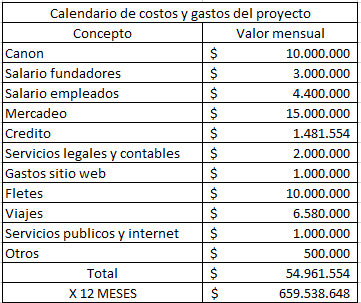 Calendario de costos y gastos del proyecto
Concepto Valor mensual
Canon $ 10.000.000
Salario fundadores $ 3.000.000
Salario empleados $ 4.400.000
Mercadeo $ 15.000.000
Credito $ 1.481.554
Servicios legales y contables $ 2.000.000
Gastos sitio web $ 1.000.000
Fletes $ 10.000.000
Viajes $ 6.580.000
Servicios publicos y internet $ 1.000.000
Otros $ 500.000
Total $ 54.961.554
X 12 MESES $ 659.538.648